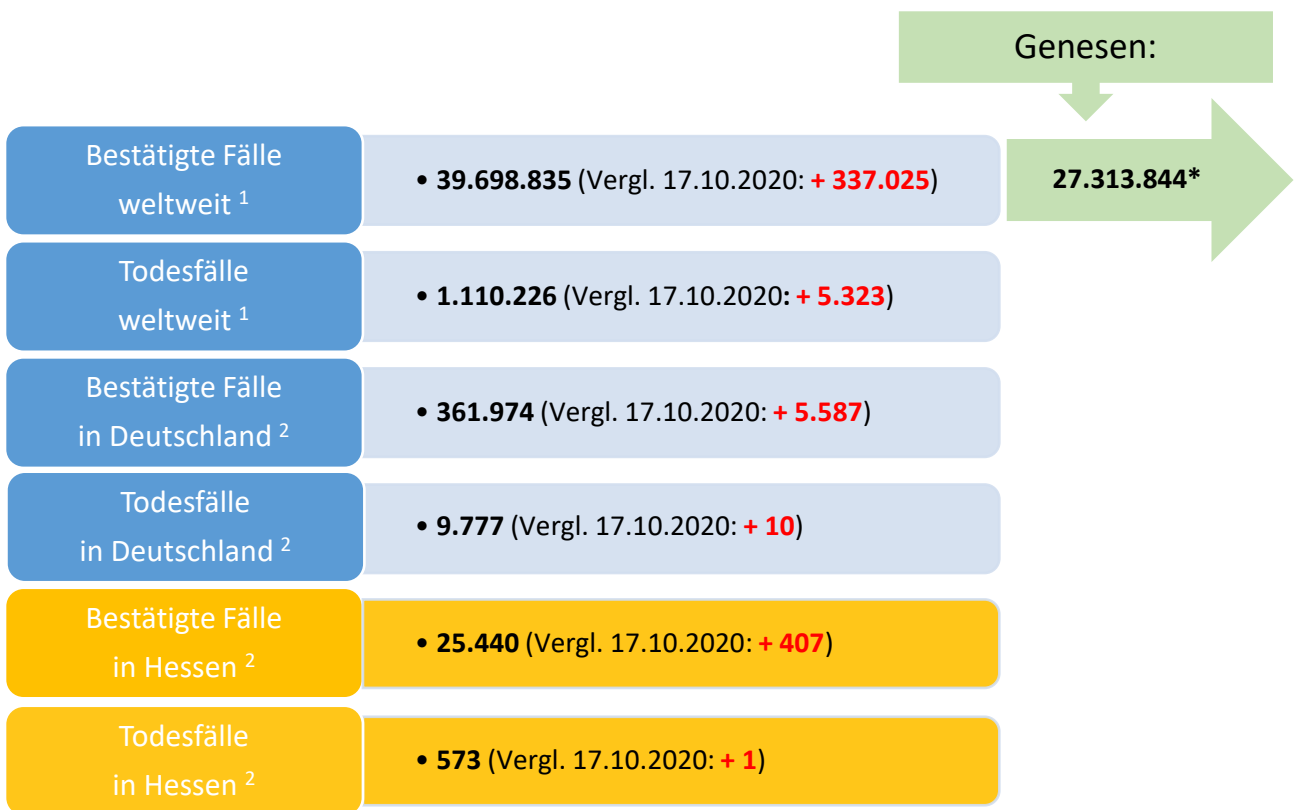 Genesen:
Bestätigte Fälle
weltweit ¹
• 39.698.835 (Vergl. 17.10.2020: + 337.025)
27.313.844*
Todesfälle
weltweit ¹
• 1.110.226 (Vergl. 17.10.2020: + 5.323)
Bestätigte Fälle
in Deutschland ²
• 361.974 (Vergl. 17.10.2020: + 5.587)
Todesfälle
in Deutschland ²
• 9.777 (Vergl. 17.10.2020: + 10)
Bestätigte Fälle
in Hessen ²
• 25.440 (Vergl. 17.10.2020: + 407)
Todesfälle
in Hessen ²
• 573 (Vergl. 17.10.2020: + 1)